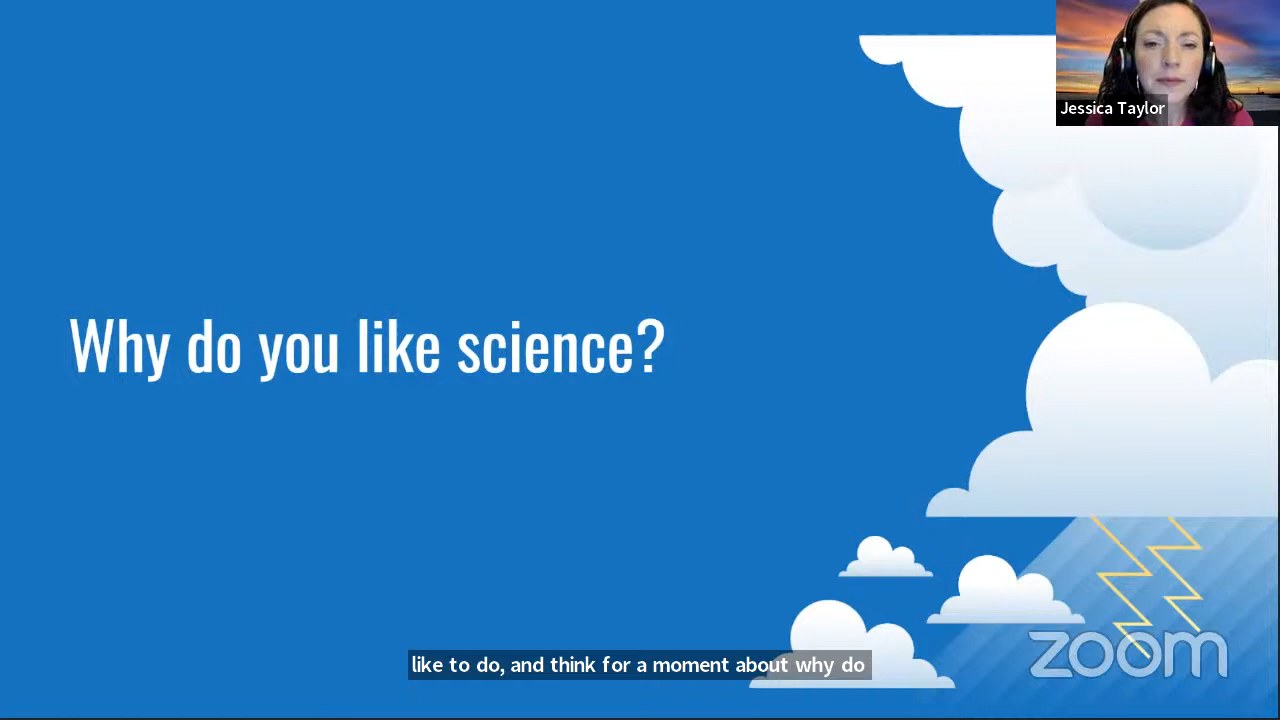 Jessica Taylor
Why do you like science?
like to do, and think for a moment about why do
zoom